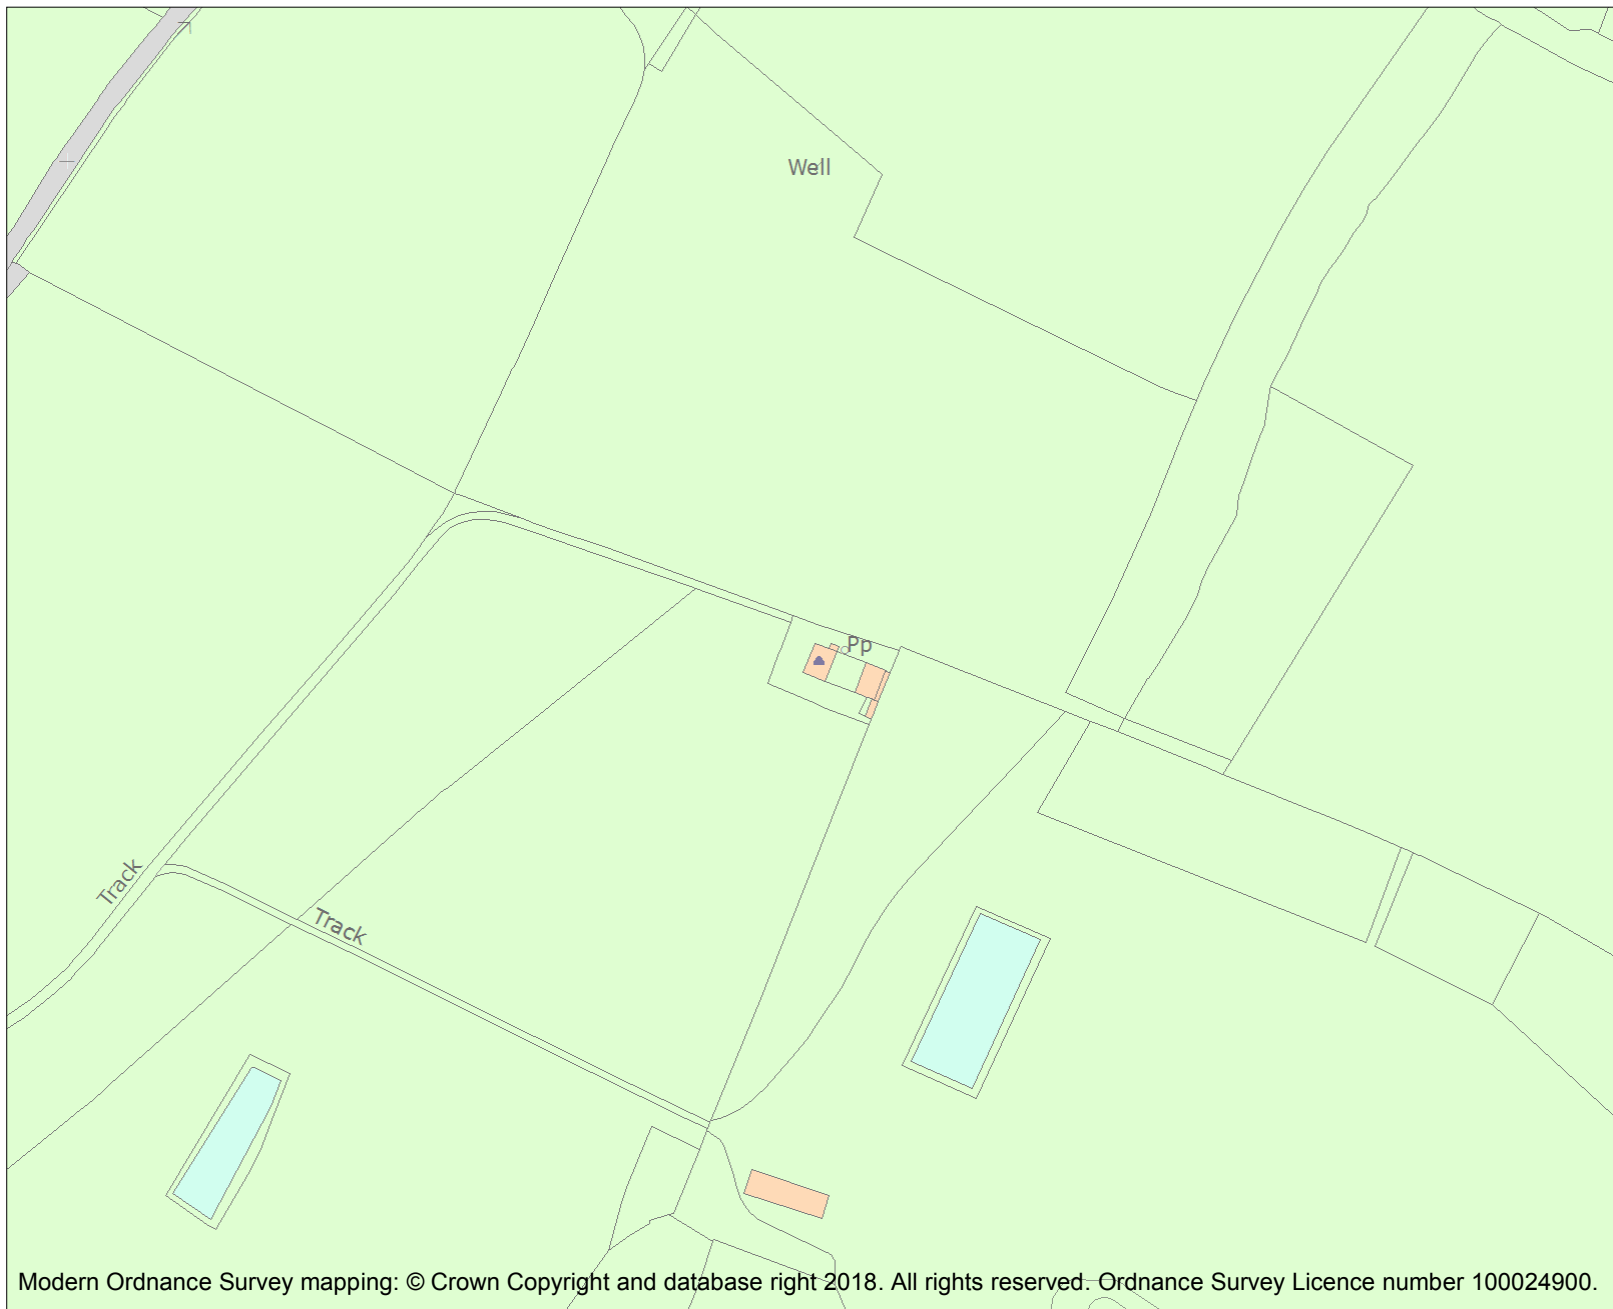 Well
Pp
Track
Track
Modern Ordnance Survey mapping: © Crown Copyright and database right 2018. All rights reserved. Ordnance Survey Licence number 100024900.